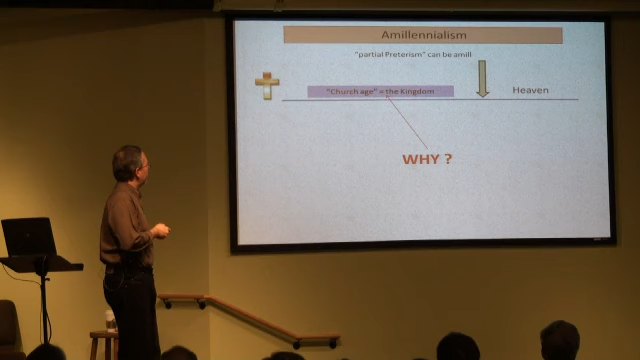 Amillennialism
"partial Preterism" can be amill
"Church age" = the Kingdom
Heaven
WHY ?